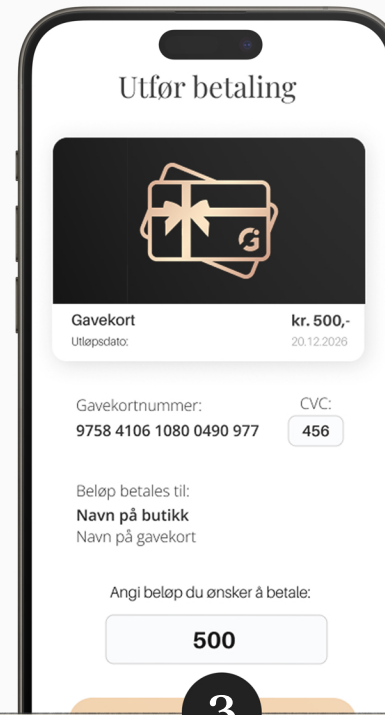 Utfør betaling
Gavekort kr. 500,-
Utløpsdato: 20.12.2026
Gavekortnummer: CVC:
9758 4106 1080 0490 977 456
Beløp betales til:
Navn på butikk
Navn på gavekort
Angi beløp du ønsker å betale:
500
3